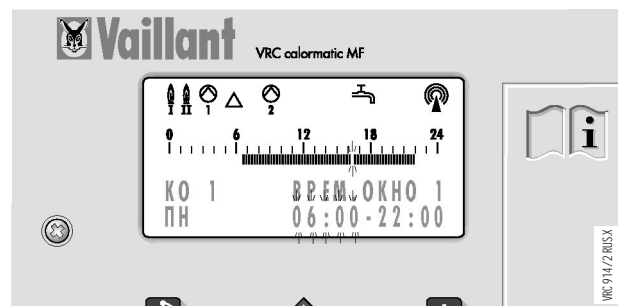 Vaillant
VRC calormatic MF
I II 1 2
0 6 12 18 24
КО 1 ВРЕМ.ОКНО 1
ПН 06:00-22:00
i
VRC 914/2 RUS.X